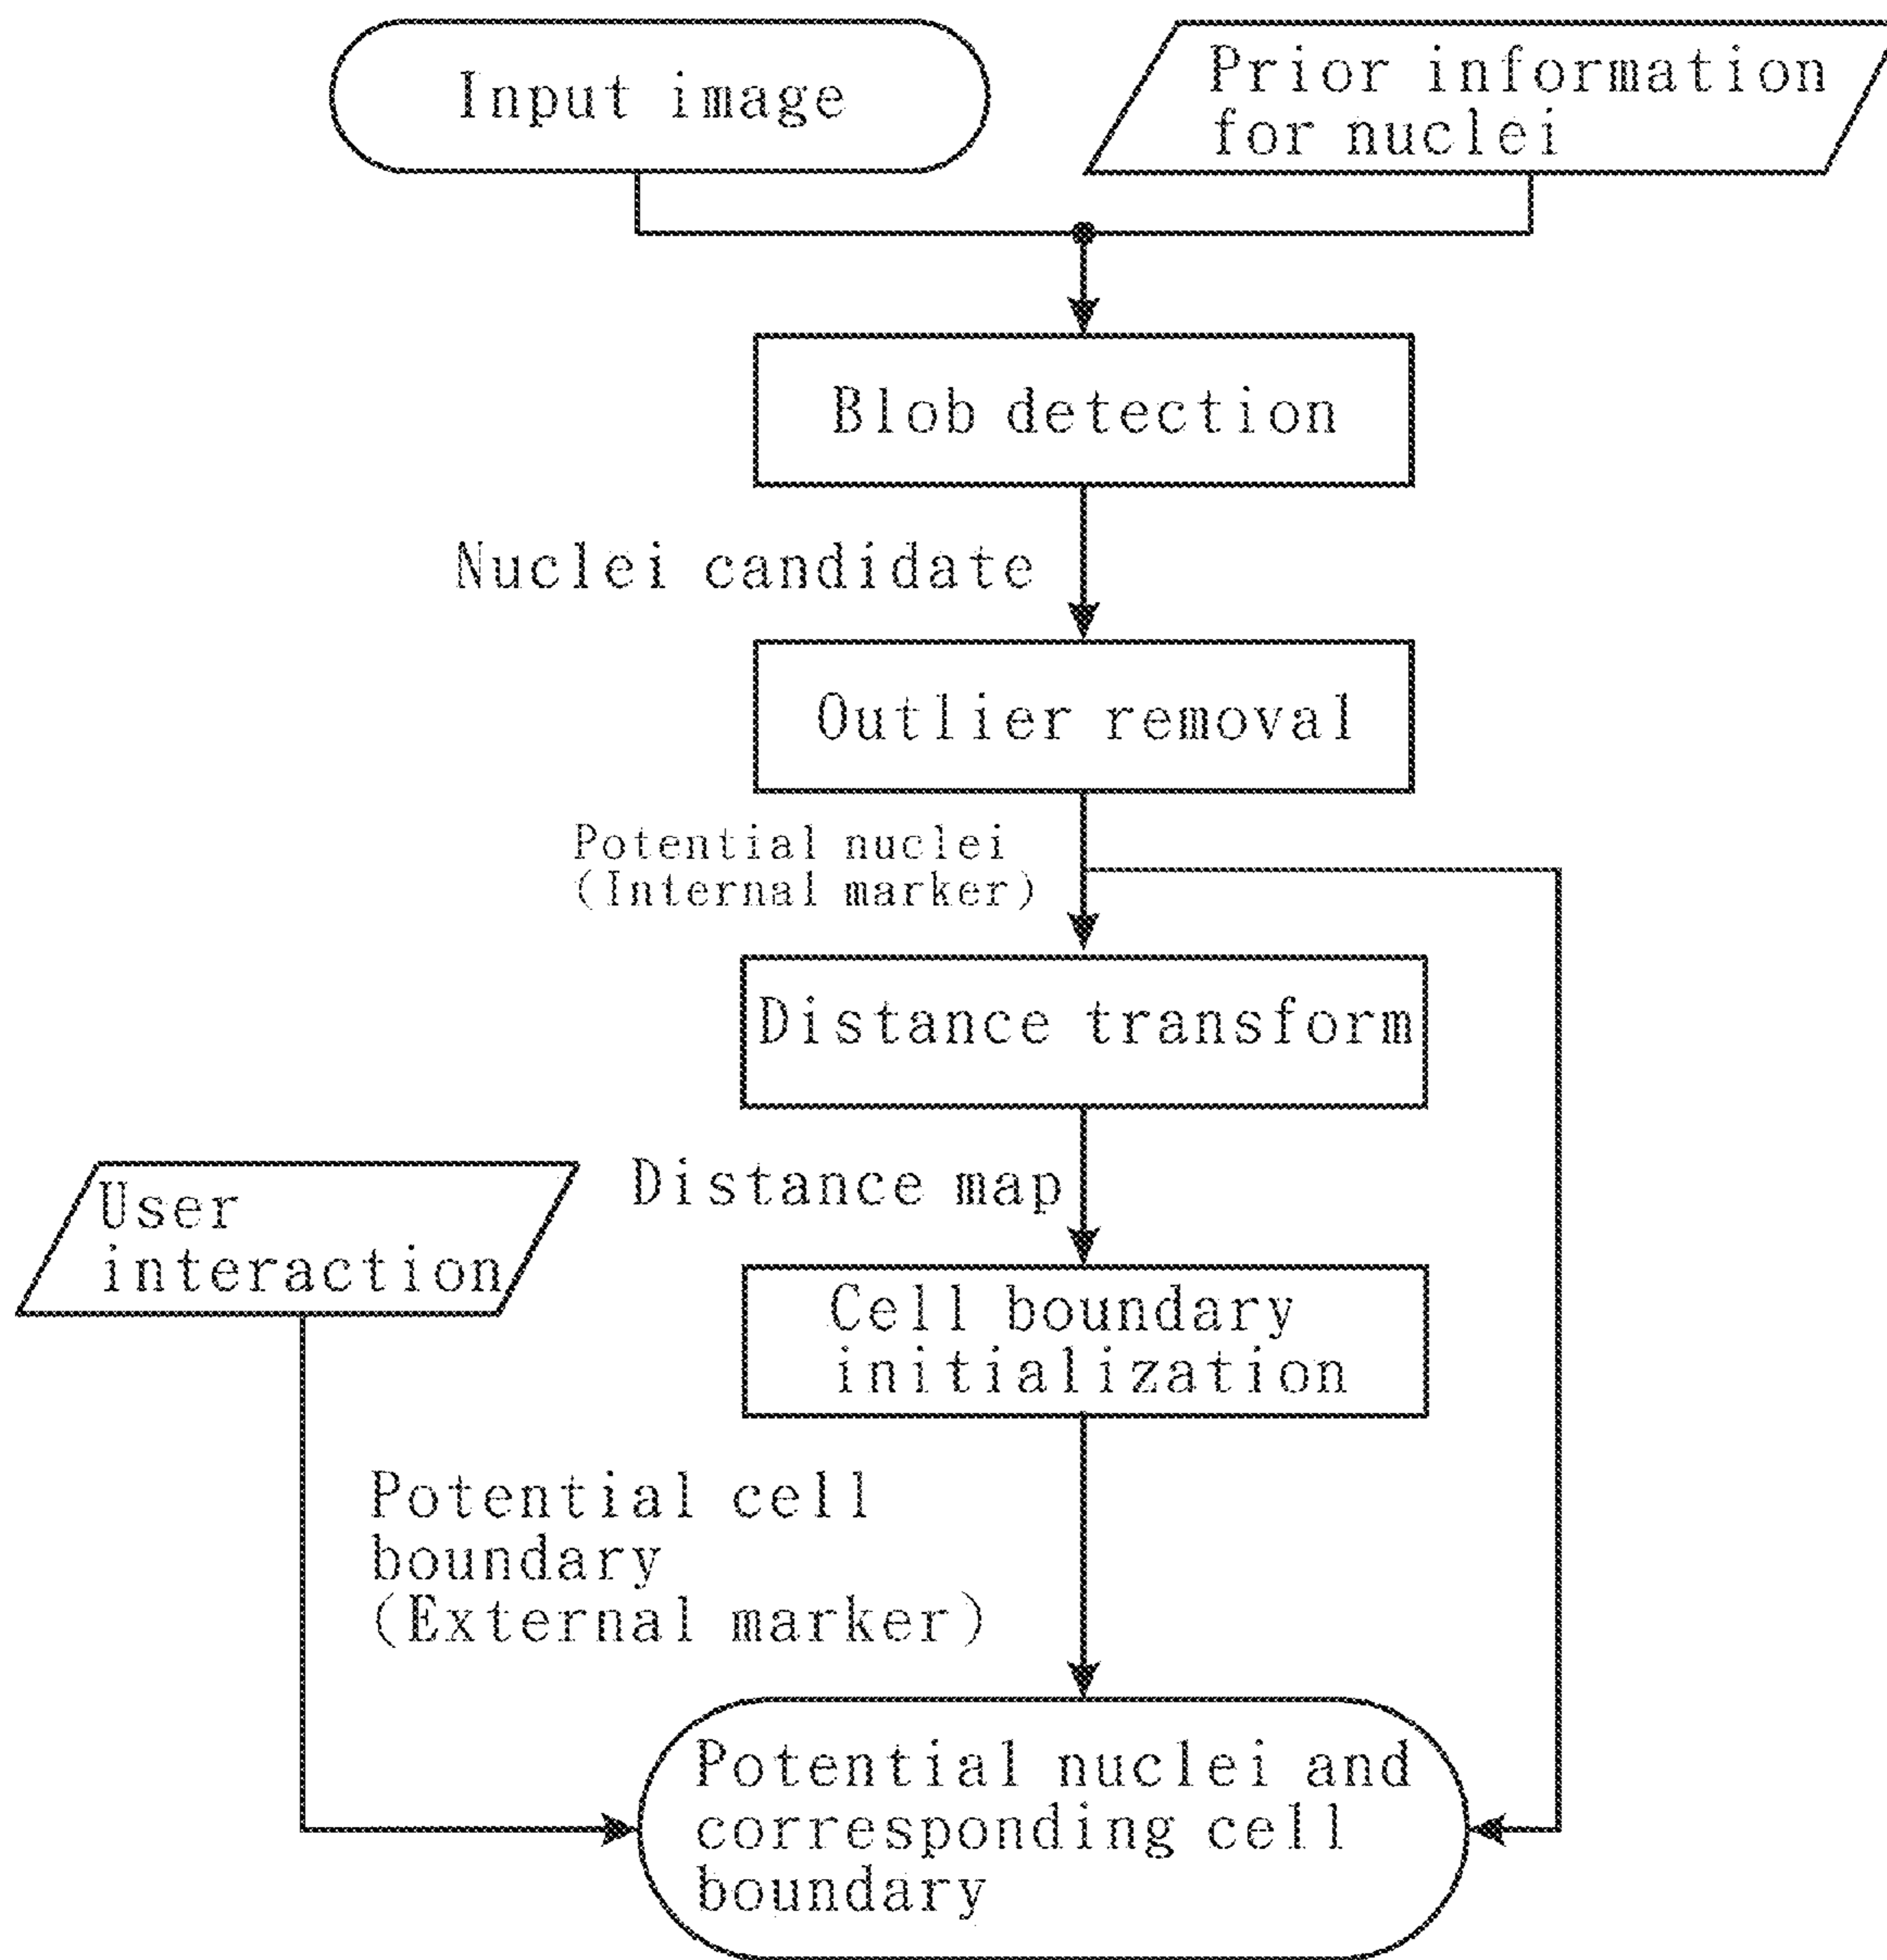 Input image
Prior information
for nuclei
Blob detection
Nuclei candidate
Outlier removal
Potential nuclei
(Internal marker)
Distance transform
Distance map
User
interaction
Cell boundary
initialization
Potential cell
boundary
(External marker)
Potential nuclei and
corresponding cell
boundary